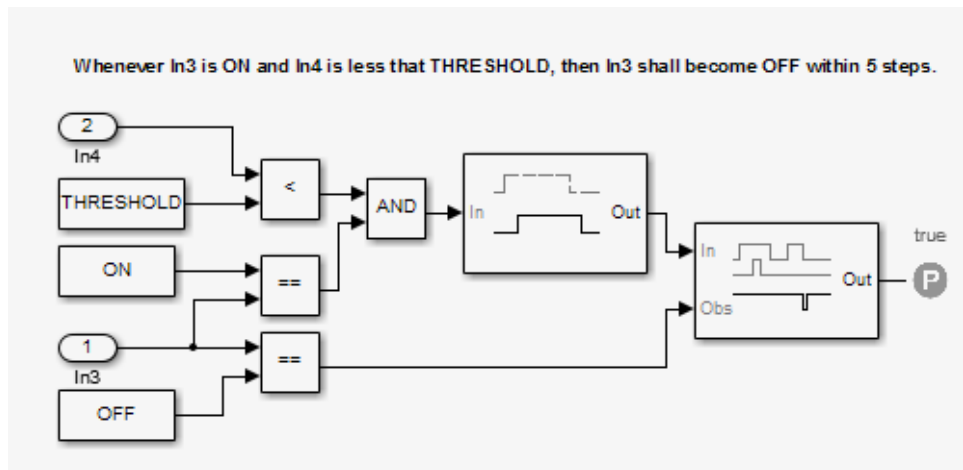 Whenever In3 is ON and In4 is less that THRESHOLD, then In3 shall become OFF within 5 steps.
2
In4
THRESHOLD
<
AND
In
Out
ON
==
In
Obs
Out
true
P
1
In3
==
OFF